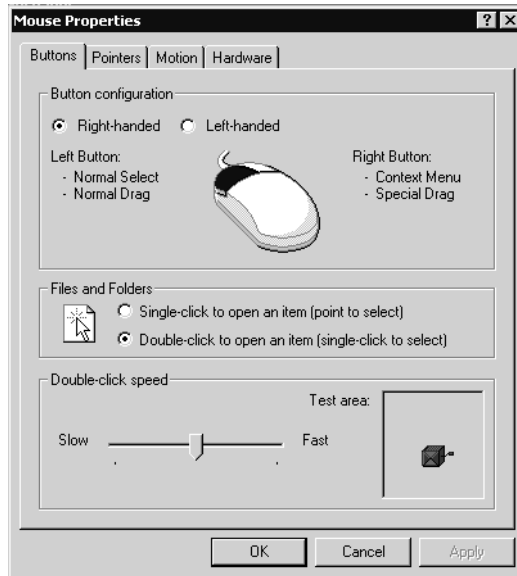 Mouse Properties
Buttons Pointers Motion Hardware
Button configuration
Right-handed Left-handed
Left Button:
- Normal Select
- Normal Drag
Right Button:
- Context Menu
- Special Drag
Files and Folders
Single-click to open an item (point to select)
Double-click to open an item (single-click to select)
Double-click speed
Test area:
Slow Fast
OK Cancel Apply